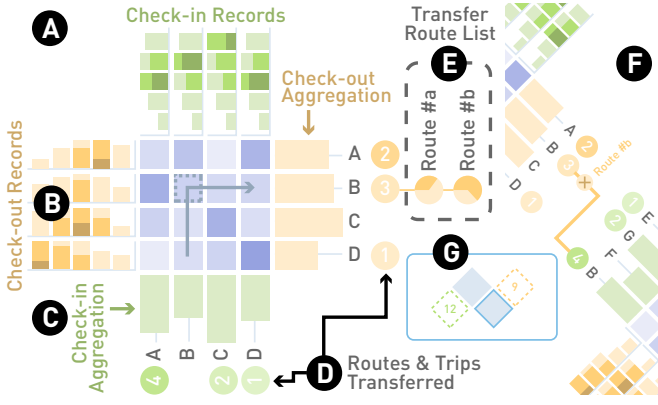 A
Check-in Records
Check-out
Aggregation
Transfer
Route List
E
F
Route #a
Route #b
Check-out Records
B
A
2
B
3
C
D
1
C
Check-in
Aggregation
A
B
C
D
4
2
1
D
Routes & Trips
Transferred
G
12
9
A
B
C
D
2
3
1
Route #b
4
2
1
E
G
F
B